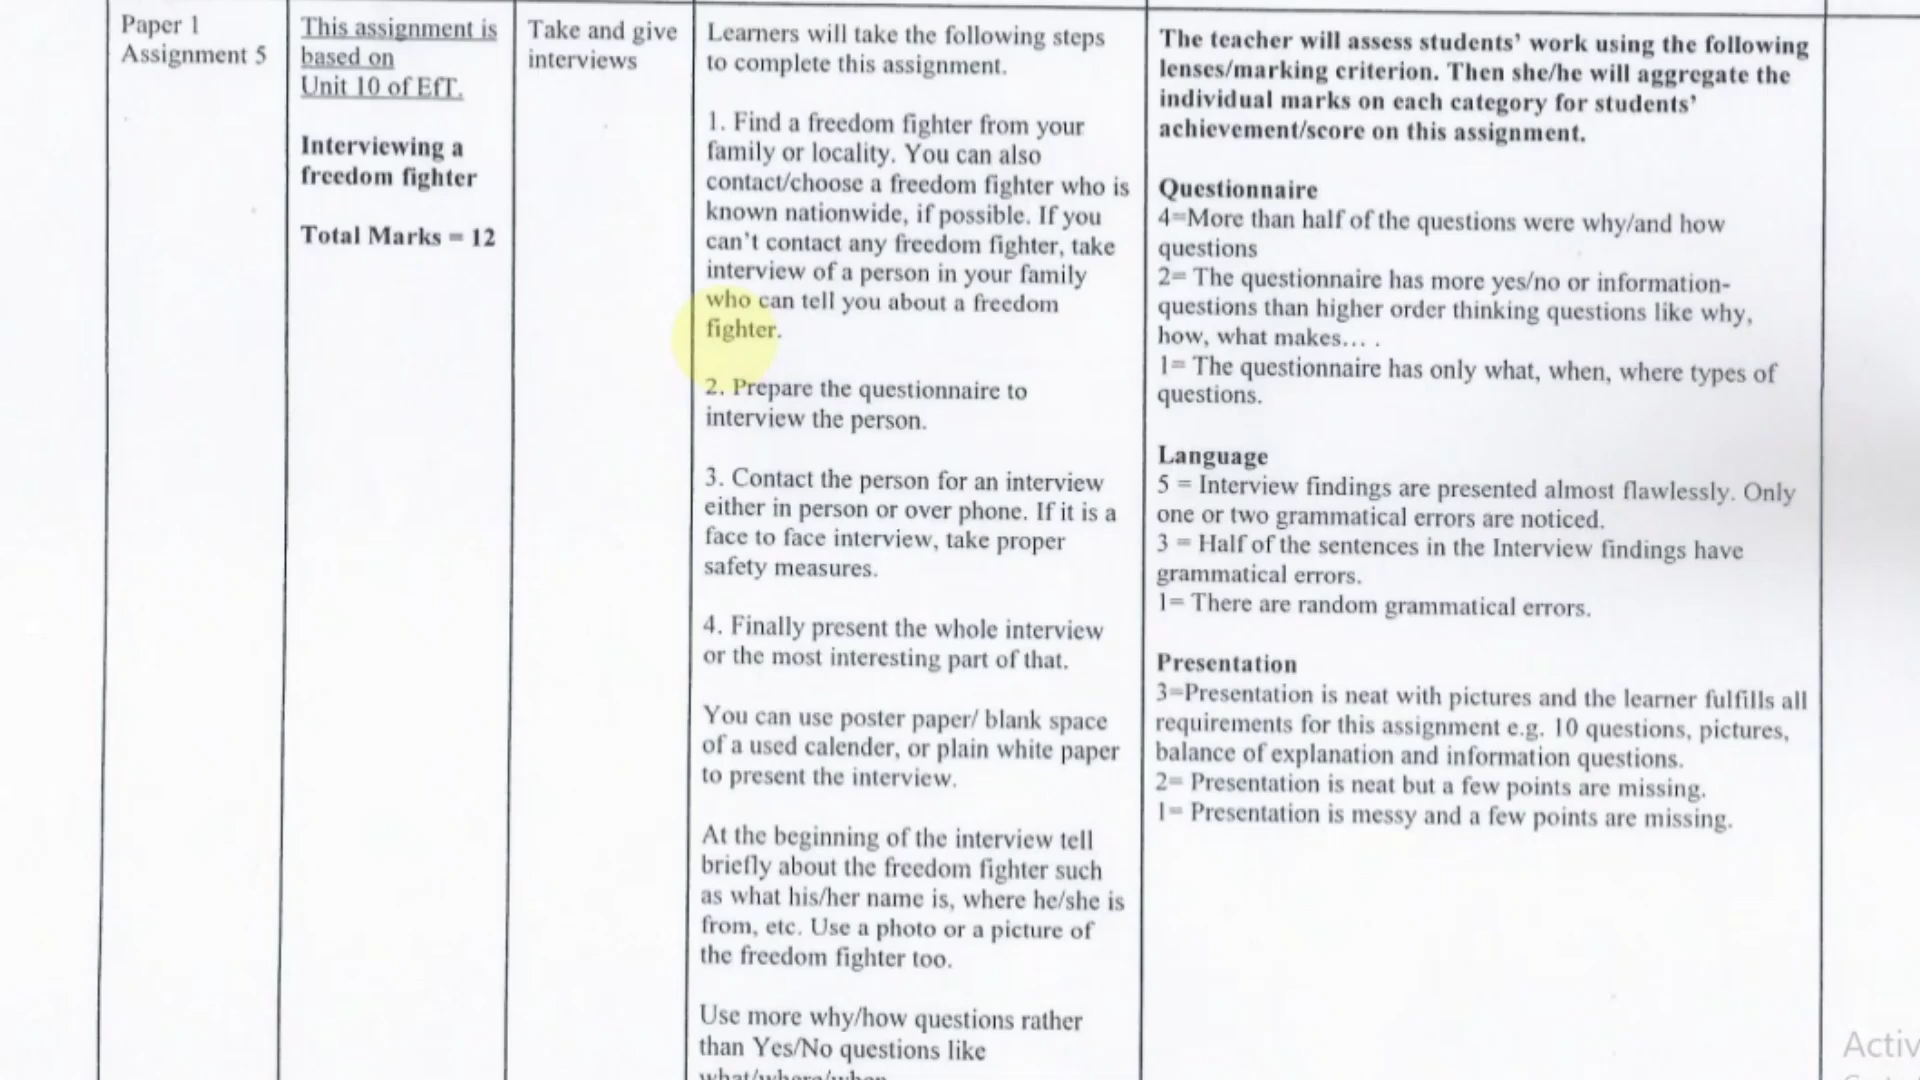 Paper 1
Assignment 5
This assignment is
based on
Unit 10 of EfT.
Interviewing a
freedom fighter
Total Marks = 12
Take and give
interviews
Learners will take the following steps
to complete this assignment.
1. Find a freedom fighter from your
family or locality. You can also
contact/choose a freedom fighter who is
known nationwide, if possible. If you
can't contact any freedom fighter, take
interview of a person in your family
who can tell you about a freedom
fighter.
2. Prepare the questionnaire to
interview the person.
3. Contact the person for an interview
either in person or over phone. If it is a
face to face interview, take proper
safety measures.
4. Finally present the whole interview
or the most interesting part of that.
You can use poster paper/ blank space
of a used calender, or plain white paper
to present the interview.
At the beginning of the interview tell
briefly about the freedom fighter such
as what his/her name is, where he/she is
from, etc. Use a photo or a picture of
the freedom fighter too.
Use more why/how questions rather
than Yes/No questions like
what/where/when
The teacher will assess students' work using the following
lenses/marking criterion. Then she/he will aggregate the
individual marks on each category for students'
achievement/score on this assignment.
Questionnaire
4=More than half of the questions were why/and how
questions
2= The questionnaire has more yes/no or information-
questions than higher order thinking questions like why,
how, what makes... .
1= The questionnaire has only what, when, where types of
questions.
Language
5 = Interview findings are presented almost flawlessly. Only
one or two grammatical errors are noticed.
3 = Half of the sentences in the Interview findings have
grammatical errors.
1= There are random grammatical errors.
Presentation
3=Presentation is neat with pictures and the learner fulfills all
requirements for this assignment e.g. 10 questions, pictures,
balance of explanation and information questions.
2= Presentation is neat but a few points are missing.
1= Presentation is messy and a few points are missing.
Activ